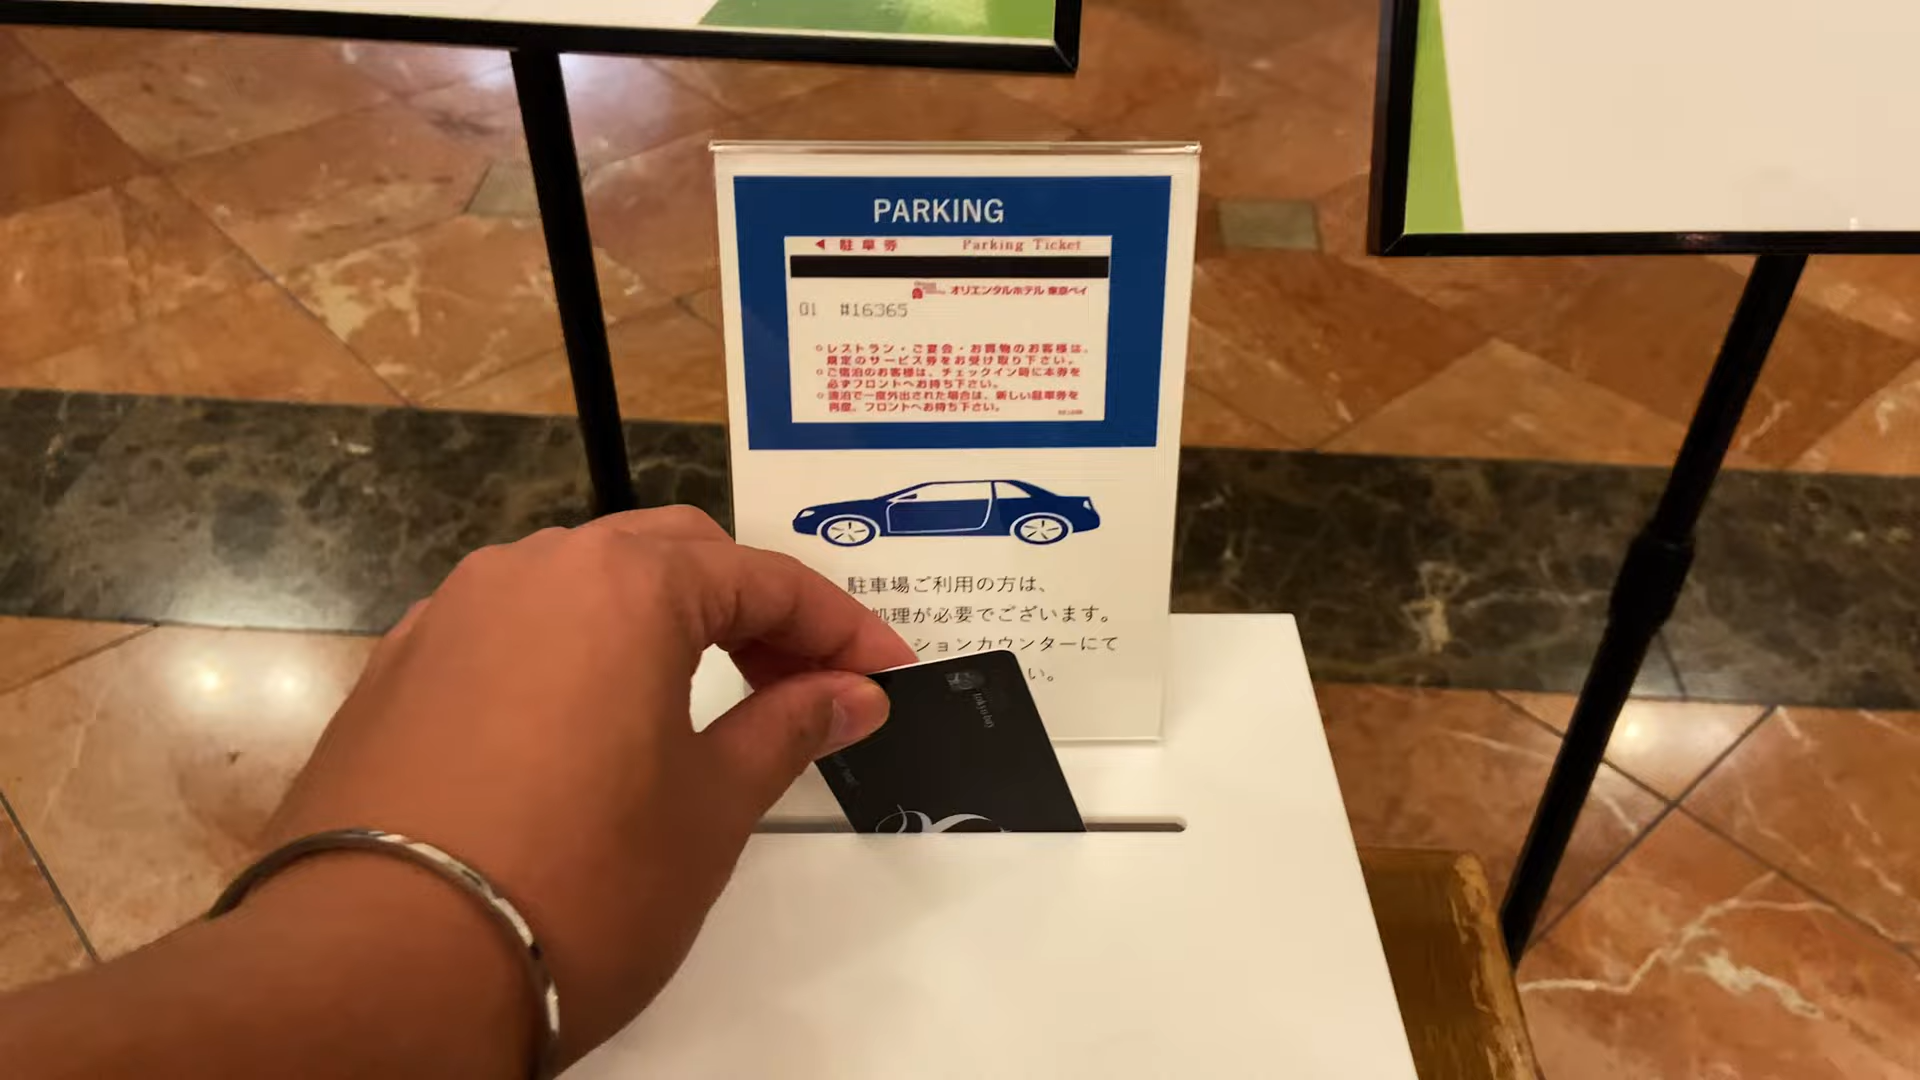 PARKING
◀ 駐車券 Parking Ticket
オリエンタルホテル 東京ベイ
01 #16365
○レストラン・ご宴会・お買物のお客様は、
規定のサービス券をお受け取り下さい。
○ご宿泊のお客様は、チェックイン時に本券を
必ずフロントへお持ち下さい。
○連泊で一度外出された場合は、新しい駐車券を
再度、フロントへお持ち下さい。
駐車場ご利用の方は、
処理が必要でございます。
ションカウンターにて
い。
tokyo bay